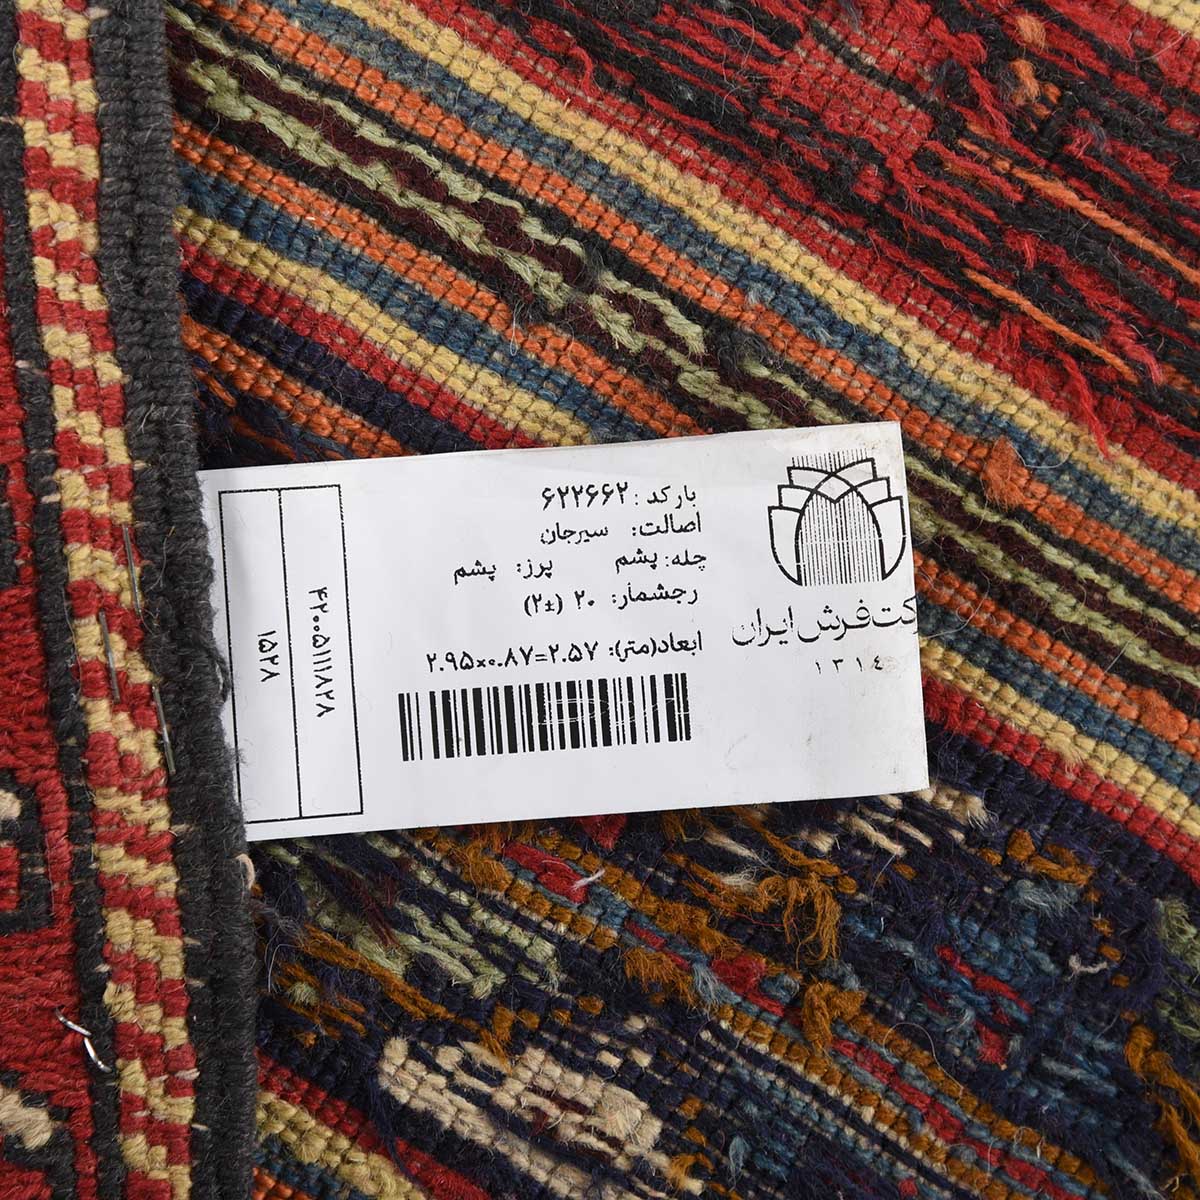 بارکد: ۶۲۲۶۶۲
اصالت: سیرجان
چله: پشم پرز: پشم
رجشمار: ۲۰ (±۲)
ابعاد(متر): ۲.۹۵×۰.۸۷=۲.۵۷
کت فرش ایران
۱۳۱٤
۴۲۰۰۵۱۱۱۸۲۸
۱۵۲۸